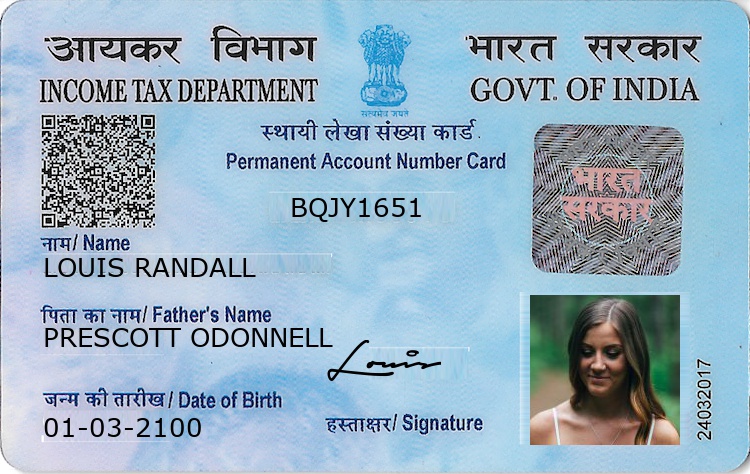 आयकर विभाग
INCOME TAX DEPARTMENT
सत्यमेव जयते
भारत सरकार
GOVT. OF INDIA
स्थायी लेखा संख्या कार्ड
Permanent Account Number Card
BQJY1651
भारत
सरकार
नाम/ Name
LOUIS RANDALL
पिता का नाम/ Father's Name
PRESCOTT ODONNELL
Louis
जन्म की तारीख/ Date of Birth
01-03-2100
हस्ताक्षर/ Signature
24032017